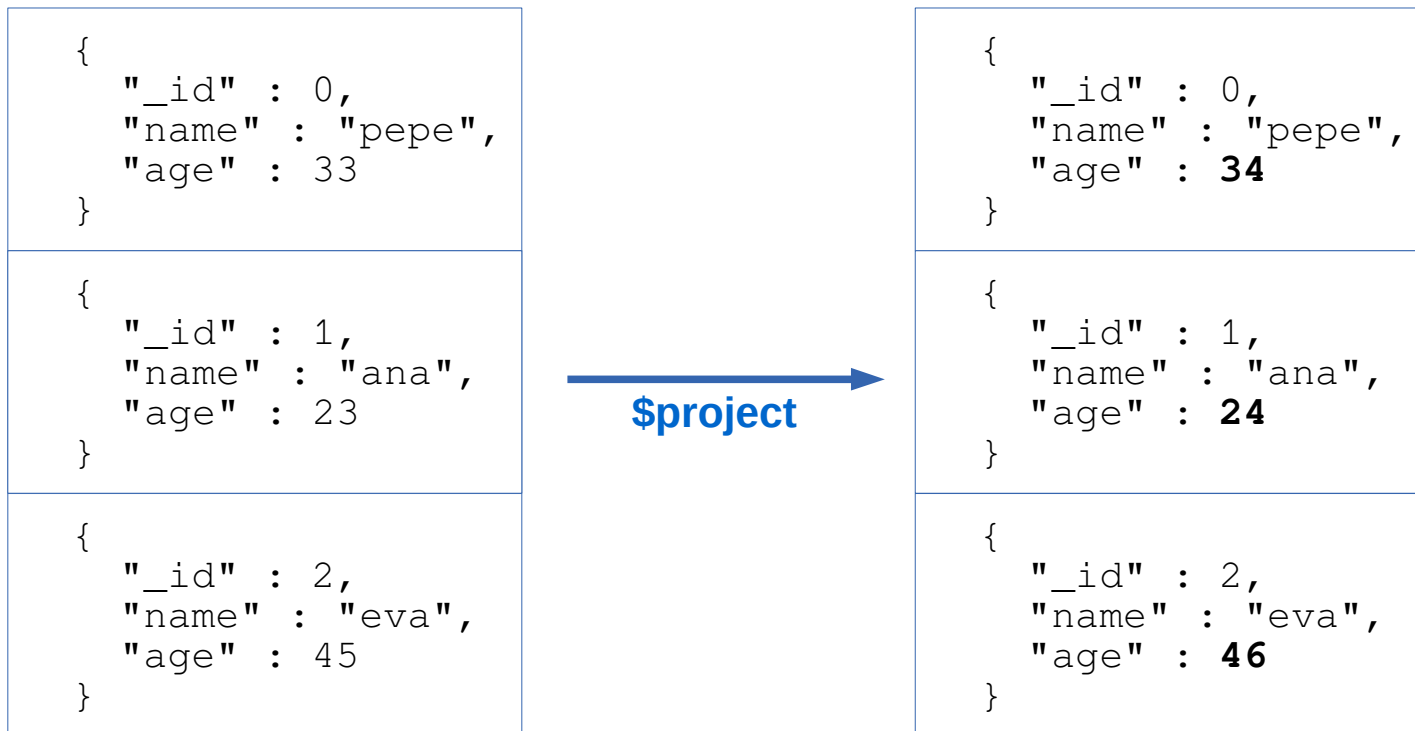 {
"_id" : 0,
"name" : "pepe",
"age" : 33
}
{
"_id" : 1,
"name" : "ana",
"age" : 23
}
{
"_id" : 2,
"name" : "eva",
"age" : 45
}
$project
{
"_id" : 0,
"name" : "pepe",
"age" : 34
}
{
"_id" : 1,
"name" : "ana",
"age" : 24
}
{
"_id" : 2,
"name" : "eva",
"age" : 46
}